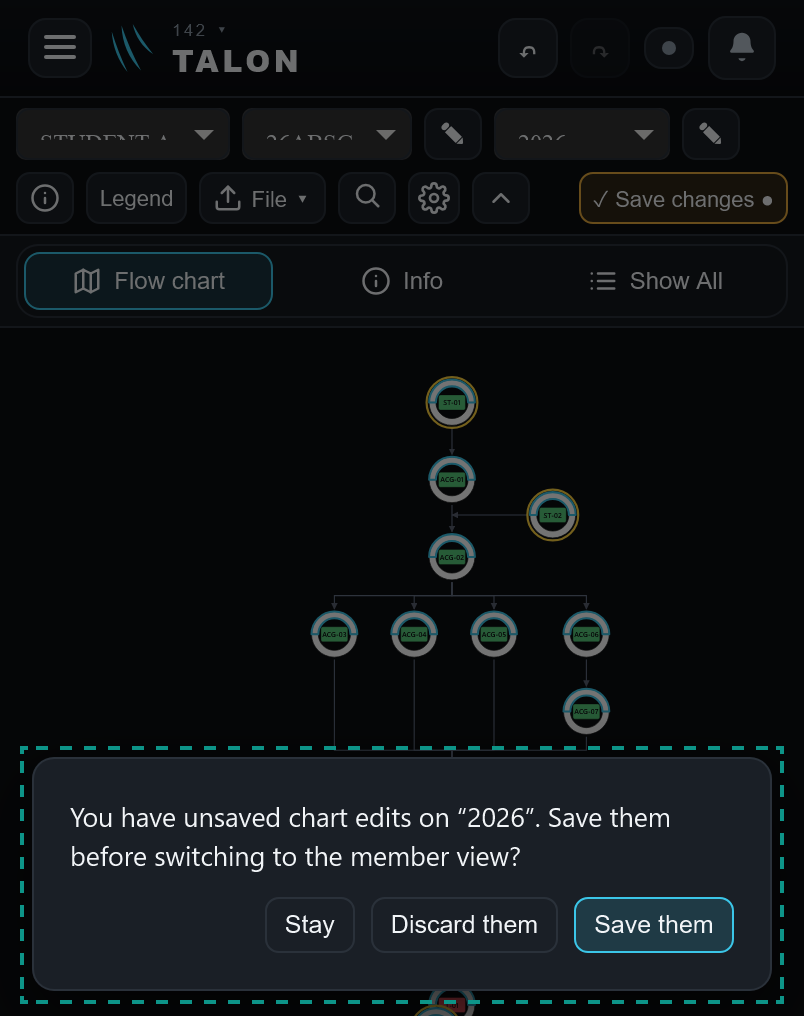 142 ▾
TALON
2026
Legend
File ▾
✓ Save changes ●
Flow chart
Info
Show All
ST-01
ACG-01
ST-02
ACG-02
ACG-03
ACG-04
ACG-05
ACG-06
ACG-07
You have unsaved chart edits on “2026”. Save them
before switching to the member view?
Stay
Discard them
Save them